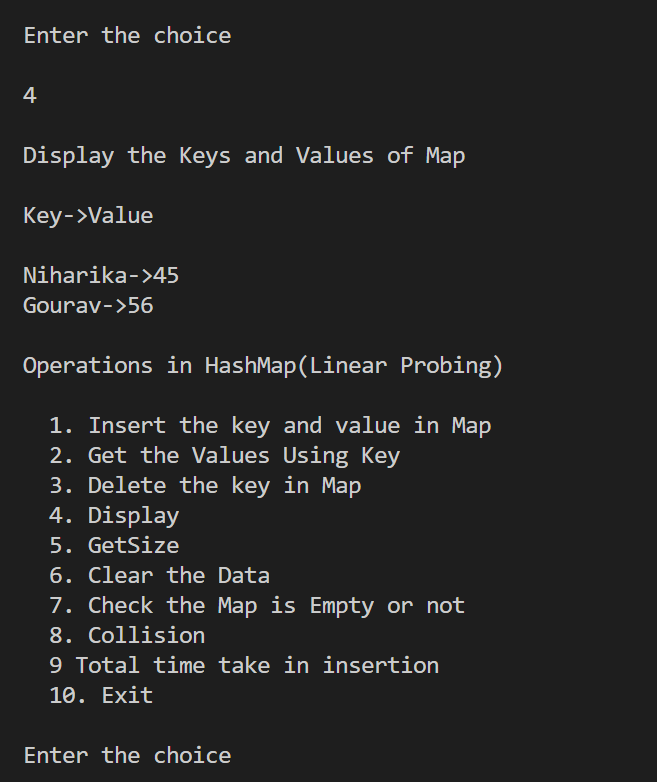 Enter the choice
4
Display the Keys and Values of Map
Key->Value
Niharika->45
Gourav->56
Operations in HashMap(Linear Probing)
1. Insert the key and value in Map
2. Get the Values Using Key
3. Delete the key in Map
4. Display
5. GetSize
6. Clear the Data
7. Check the Map is Empty or not
8. Collision
9 Total time take in insertion
10. Exit
Enter the choice